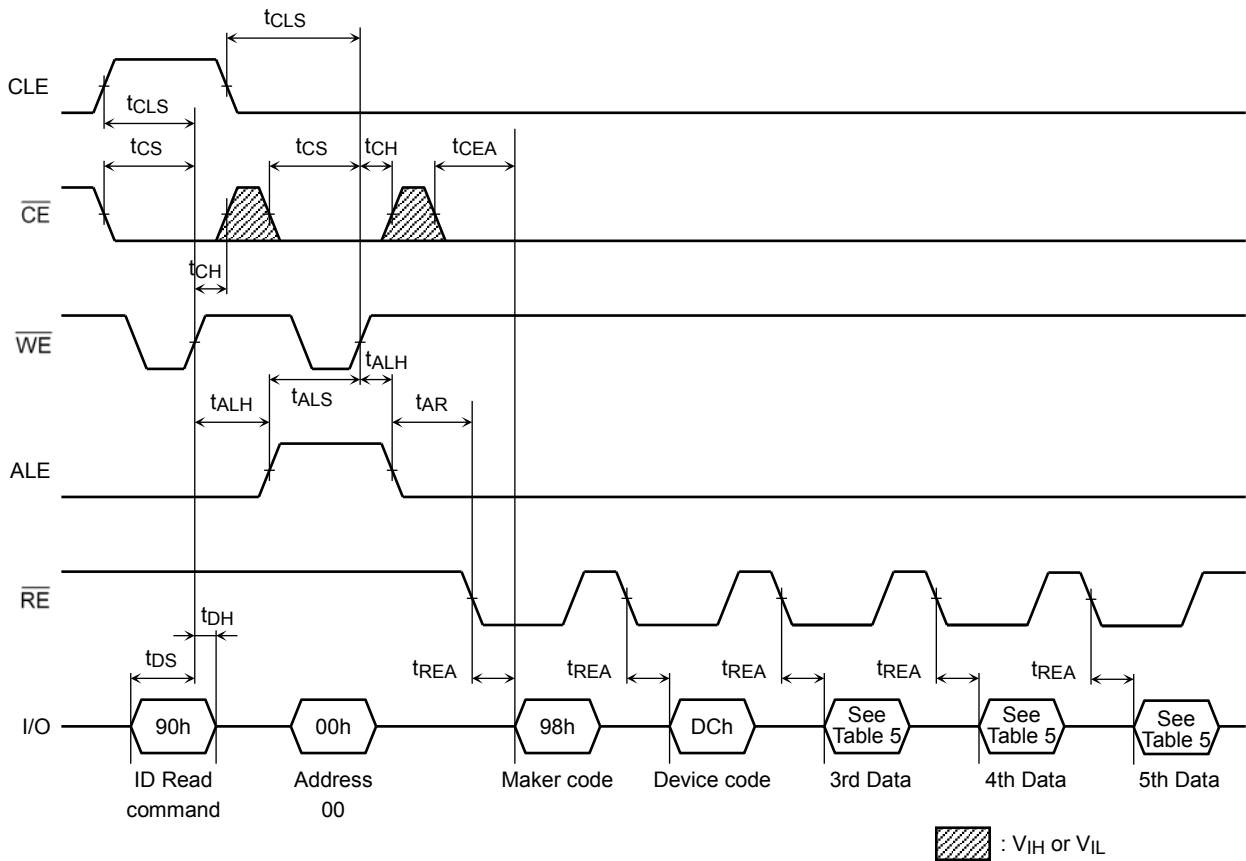 tCLS
CLE
tCLS
tCS tCS tCH tCEA
CE
tCH
WE
tALH
tALH tALS tAR
ALE
RE
tDH
tDS tREA tREA tREA tREA tREA
I/O 90h 00h 98h DCh See Table 5 See Table 5 See Table 5
ID Read command Address 00 Maker code Device code 3rd Data 4th Data 5th Data
: VIH or VIL